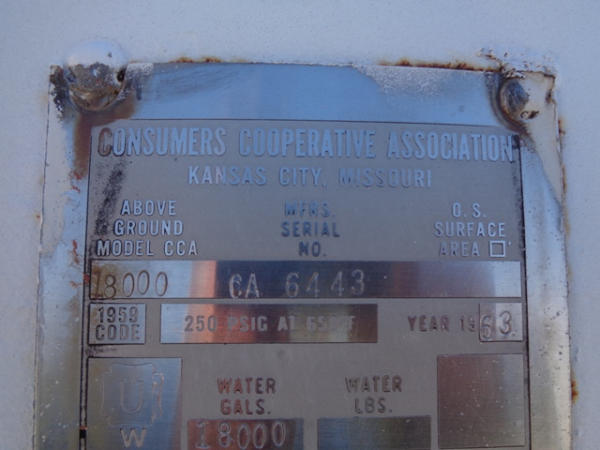 CONSUMERS COOPERATIVE ASSOCIATION
KANSAS CITY, MISSOURI
ABOVE GROUND MODEL CCA
MFRS. SERIAL NO.
O.S. SURFACE AREA □'
18000 CA 6443
1959 CODE
250 PSIG AT 650°F
YEAR 1963
U
W
WATER GALS.
WATER LBS.
18000